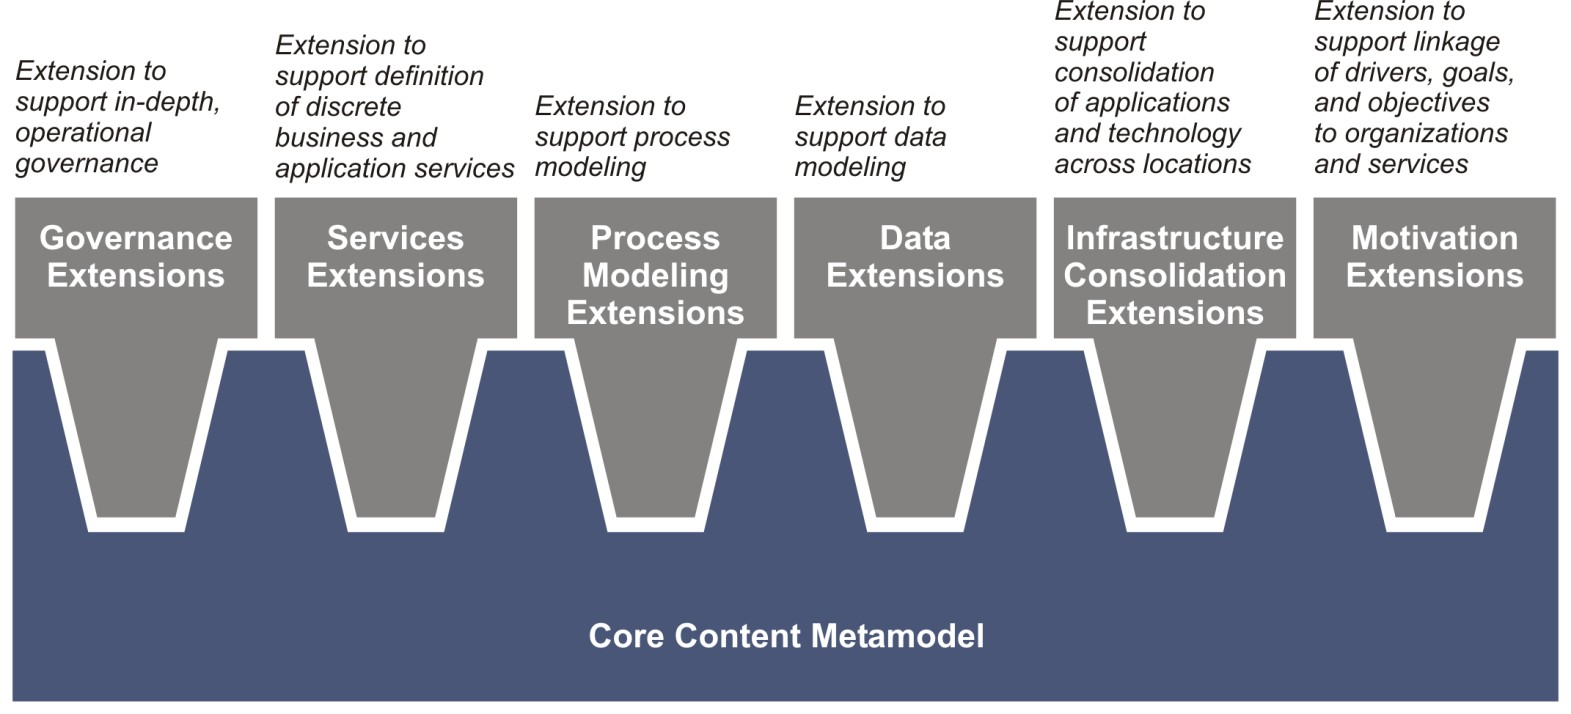 Extension to
support in-depth,
operational
governance
Extension to
support definition
of discrete
business and
application services
Extension to
support process
modeling
Extension to
support data
modeling
Extension to
support
consolidation
of applications
and technology
across locations
Extension to
support linkage
of drivers, goals,
and objectives
to organizations
and services
Governance
Extensions
Services
Extensions
Process
Modeling
Extensions
Data
Extensions
Infrastructure
Consolidation
Extensions
Motivation
Extensions
Core Content Metamodel